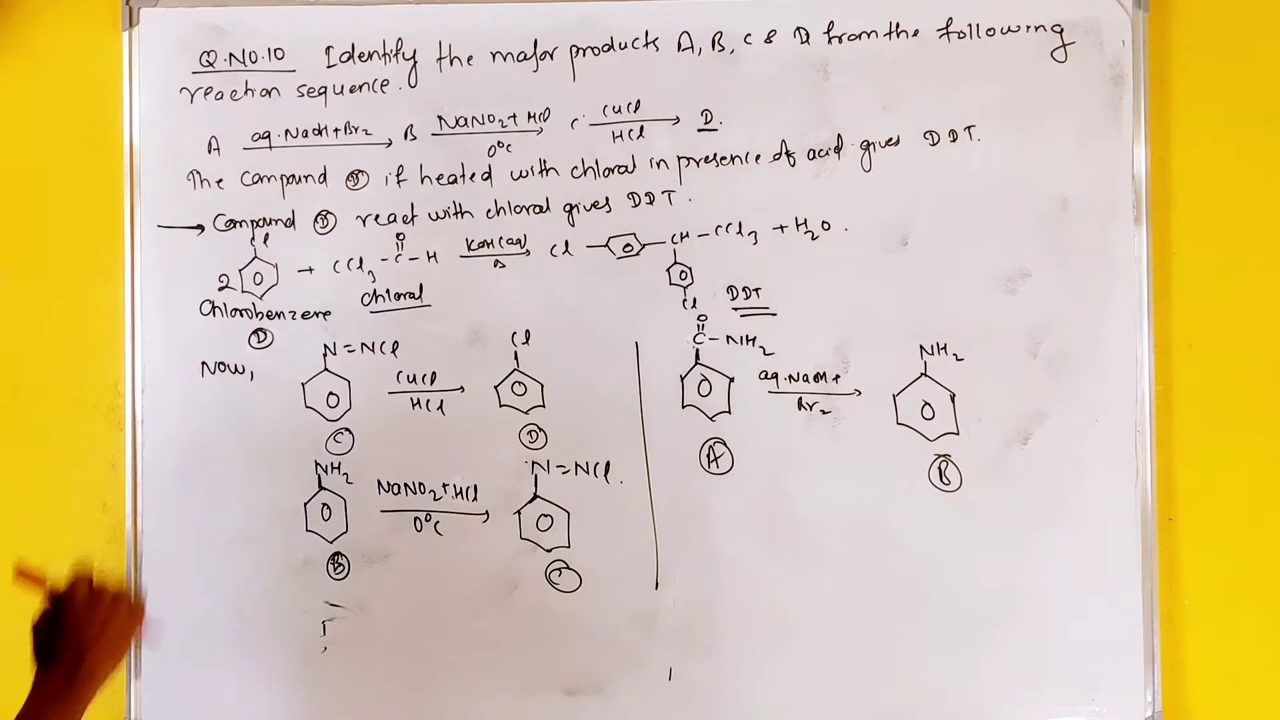 Q.NO.10 Identify the major products A, B, C & D from the following
reaction sequence.
A aq.NaOH+Br2 → B NaNO2+HCl 0°C → C CuCl HCl → D.
The Compound D if heated with chloral in presence of acid gives DDT.
→ Compound D react with chloral gives DDT.
Cl O
2 + CCl3-C-H KOH(aq) Δ → Cl CH-CCl3 + H2O.
Cl
Chlorobenzene chloral DDT
D
Now,
N=NCl CuCl HCl → Cl
C D
NH2 NaNO2+HCl 0°C → N=NCl.
B C
O
C-NH2 aq.NaOH+ Br2 → NH2
A B